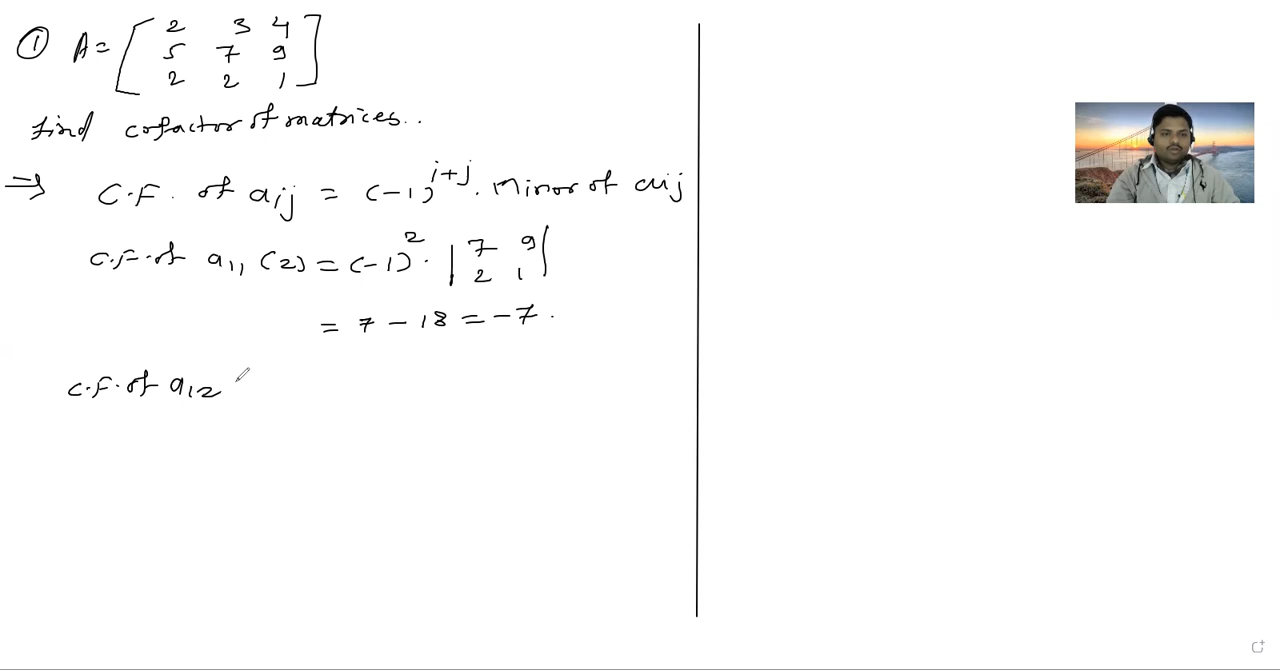 ① A = [ 2 3 4
5 7 9
2 2 1 ]
find cofactor of matrices..
⇒ C.F. of aij = (-1)^i+j . Minor of aij
C.F. of a11 (2) = (-1)^2 . | 7 9
2 1 |
= 7 - 18 = -7.
C.F. of a12